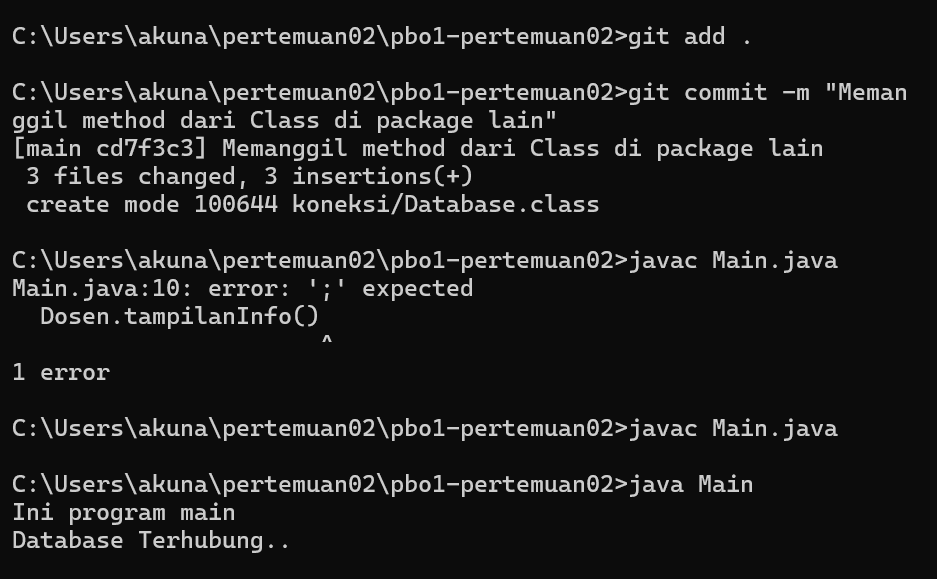 C:\Users\akuna\pertemuan02\pbo1-pertemuan02>git add .
C:\Users\akuna\pertemuan02\pbo1-pertemuan02>git commit -m "Meman
ggil method dari Class di package lain"
[main cd7f3c3] Memanggil method dari Class di package lain
 3 files changed, 3 insertions(+)
 create mode 100644 koneksi/Database.class
C:\Users\akuna\pertemuan02\pbo1-pertemuan02>javac Main.java
Main.java:10: error: ';' expected
  Dosen.tampilanInfo()
                      ^
1 error
C:\Users\akuna\pertemuan02\pbo1-pertemuan02>javac Main.java
C:\Users\akuna\pertemuan02\pbo1-pertemuan02>java Main
Ini program main
Database Terhubung..